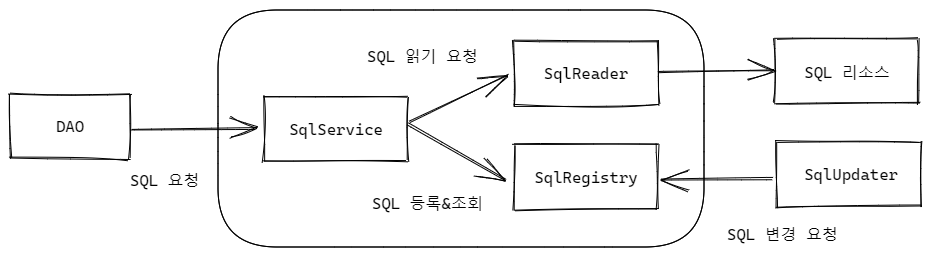 SQL 읽기 요청
SqlReader
SQL 리소스
DAO
SqlService
SQL 요청
SqlRegistry
SqlUpdater
SQL 등록&조회
SQL 변경 요청